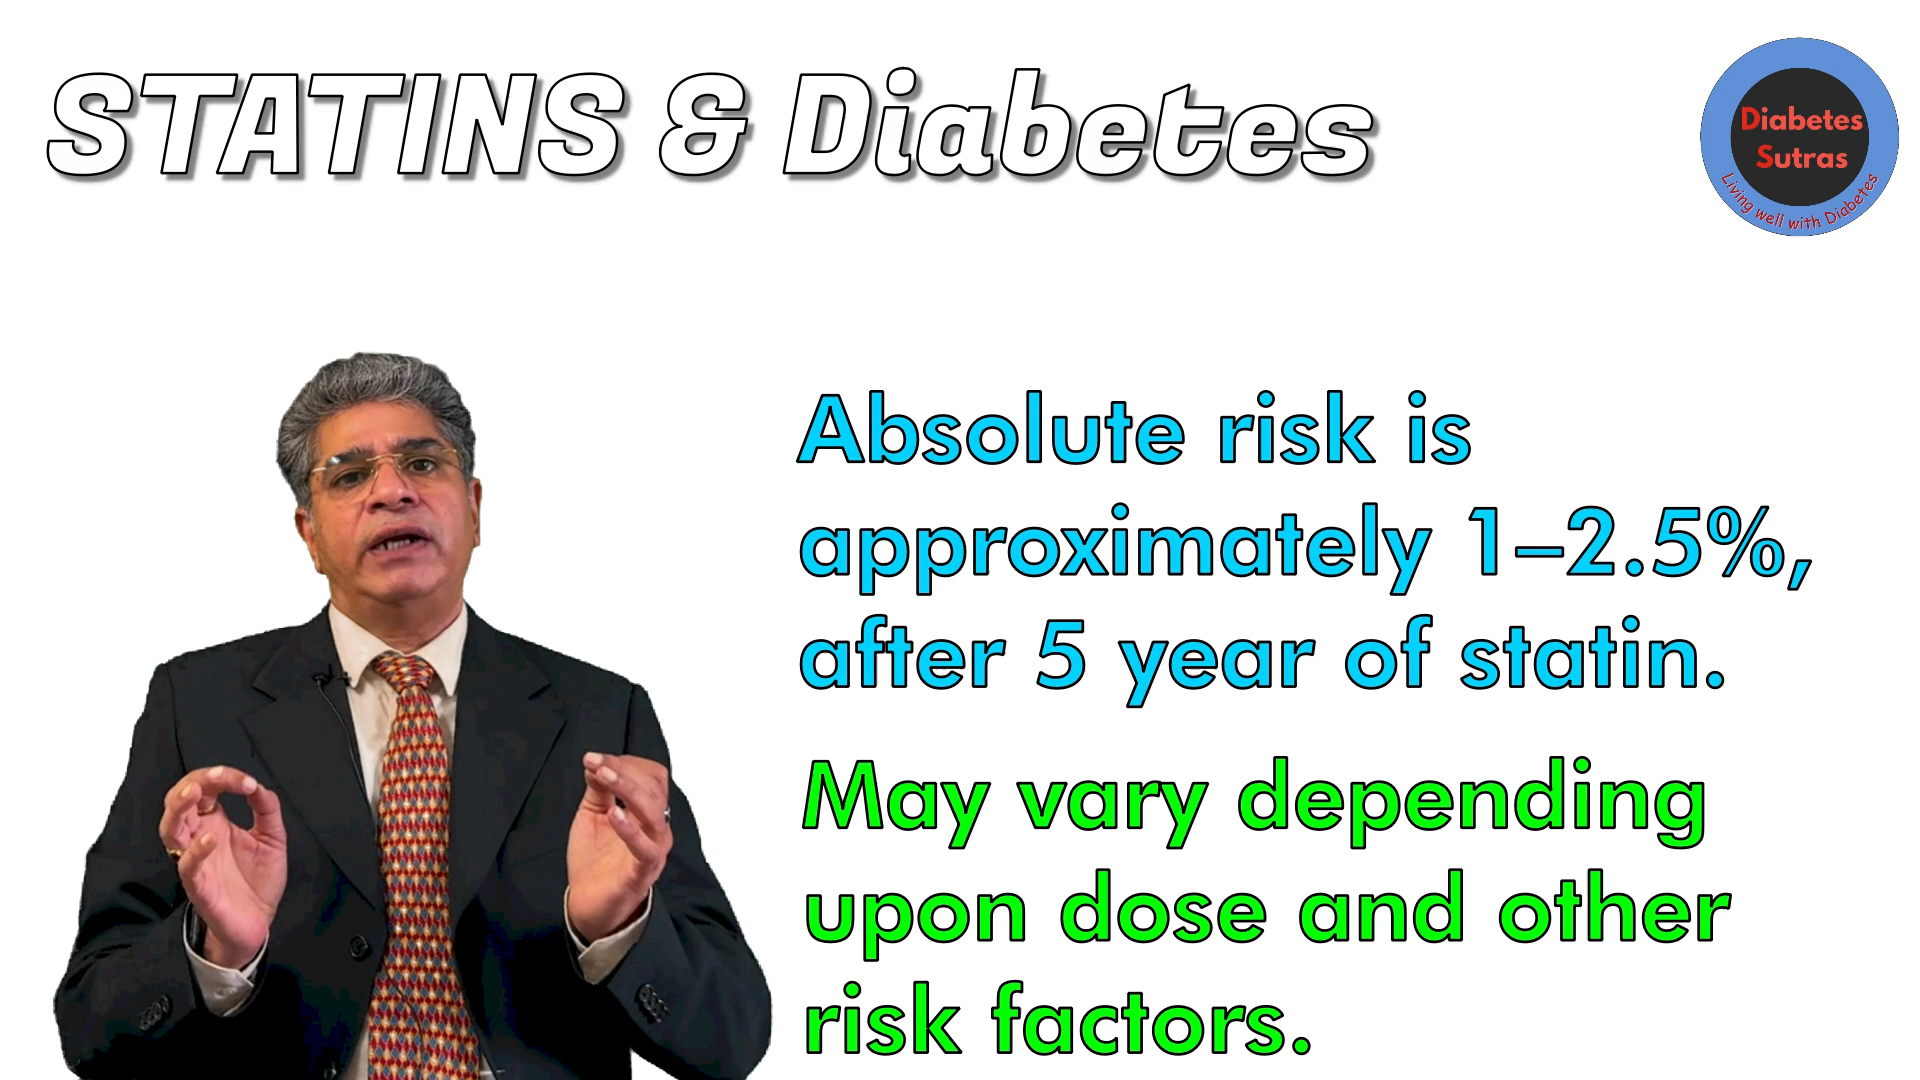 STATINS & Diabetes
Diabetes
Sutras
Living well with Diabetes
Absolute risk is
approximately 1–2.5%,
after 5 year of statin.
May vary depending
upon dose and other
risk factors.